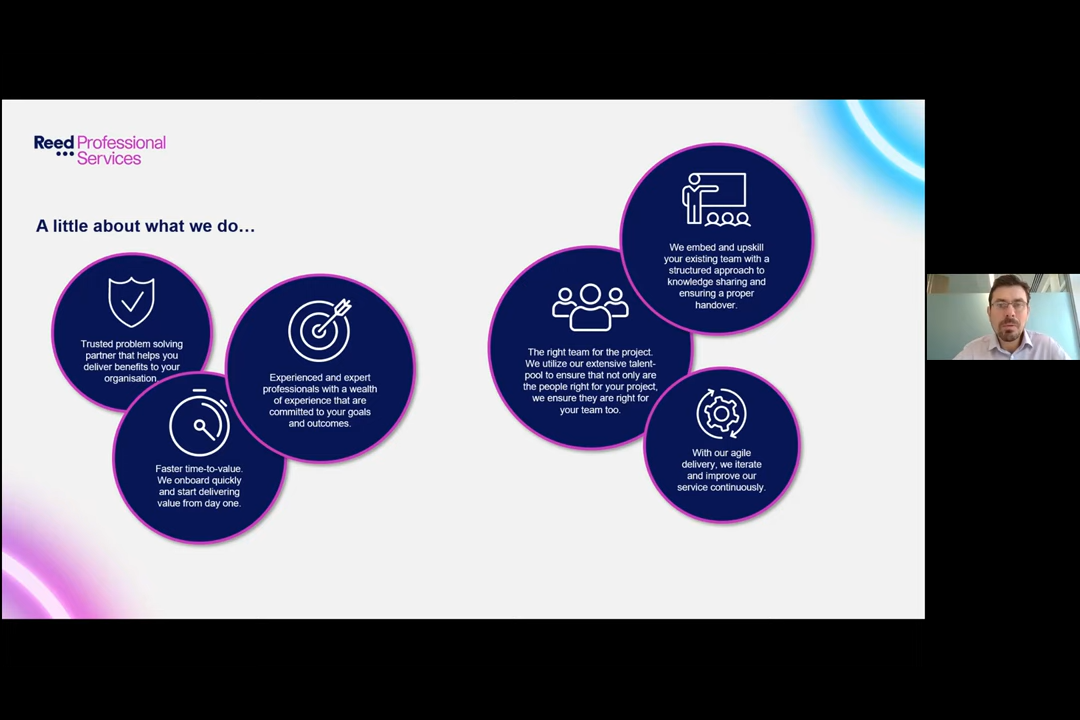 Reed Professional
Services
A little about what we do…
Trusted problem solving
partner that helps you
deliver benefits to your
organisation.
Faster time-to-value.
We onboard quickly
and start delivering
value from day one.
Experienced and expert
professionals with a wealth
of experience that are
committed to your goals
and outcomes.
The right team for the project.
We utilize our extensive talent-
pool to ensure that not only are
the people right for your project,
we ensure they are right for
your team too.
We embed and upskill
your existing team with a
structured approach to
knowledge sharing and
ensuring a proper
handover.
With our agile
delivery, we iterate
and improve our
service continuously.